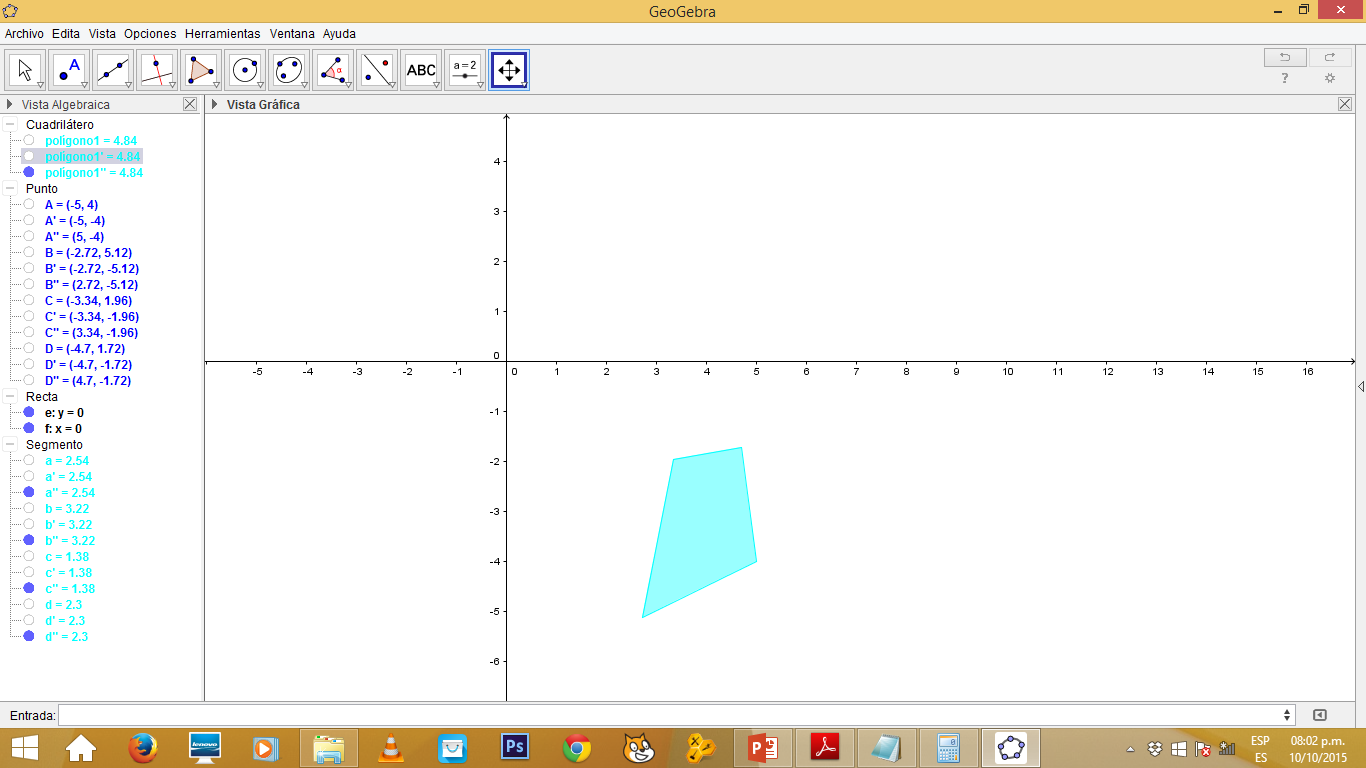 GeoGebra
Archivo Edita Vista Opciones Herramientas Ventana Ayuda
A
α
ABC
a = 2
?
Vista Algebraica
Vista Gráfica
Cuadrilátero
polígono1 = 4.84
polígono1' = 4.84
polígono1'' = 4.84
Punto
A = (-5, 4)
A' = (-5, -4)
A'' = (5, -4)
B = (-2.72, 5.12)
B' = (-2.72, -5.12)
B'' = (2.72, -5.12)
C = (-3.34, 1.96)
C' = (-3.34, -1.96)
C'' = (3.34, -1.96)
D = (-4.7, 1.72)
D' = (-4.7, -1.72)
D'' = (4.7, -1.72)
Recta
e: y = 0
f: x = 0
Segmento
a = 2.54
a' = 2.54
a'' = 2.54
b = 3.22
b' = 3.22
b'' = 3.22
c = 1.38
c' = 1.38
c'' = 1.38
d = 2.3
d' = 2.3
d'' = 2.3
4
3
2
1
0
-5 -4 -3 -2 -1 0 1 2 3 4 5 6 7 8 9 10 11 12 13 14 15 16
-1
-2
-3
-4
-5
-6
Entrada:
lenovo
Ps
ESP
ES
08:02 p.m.
10/10/2015